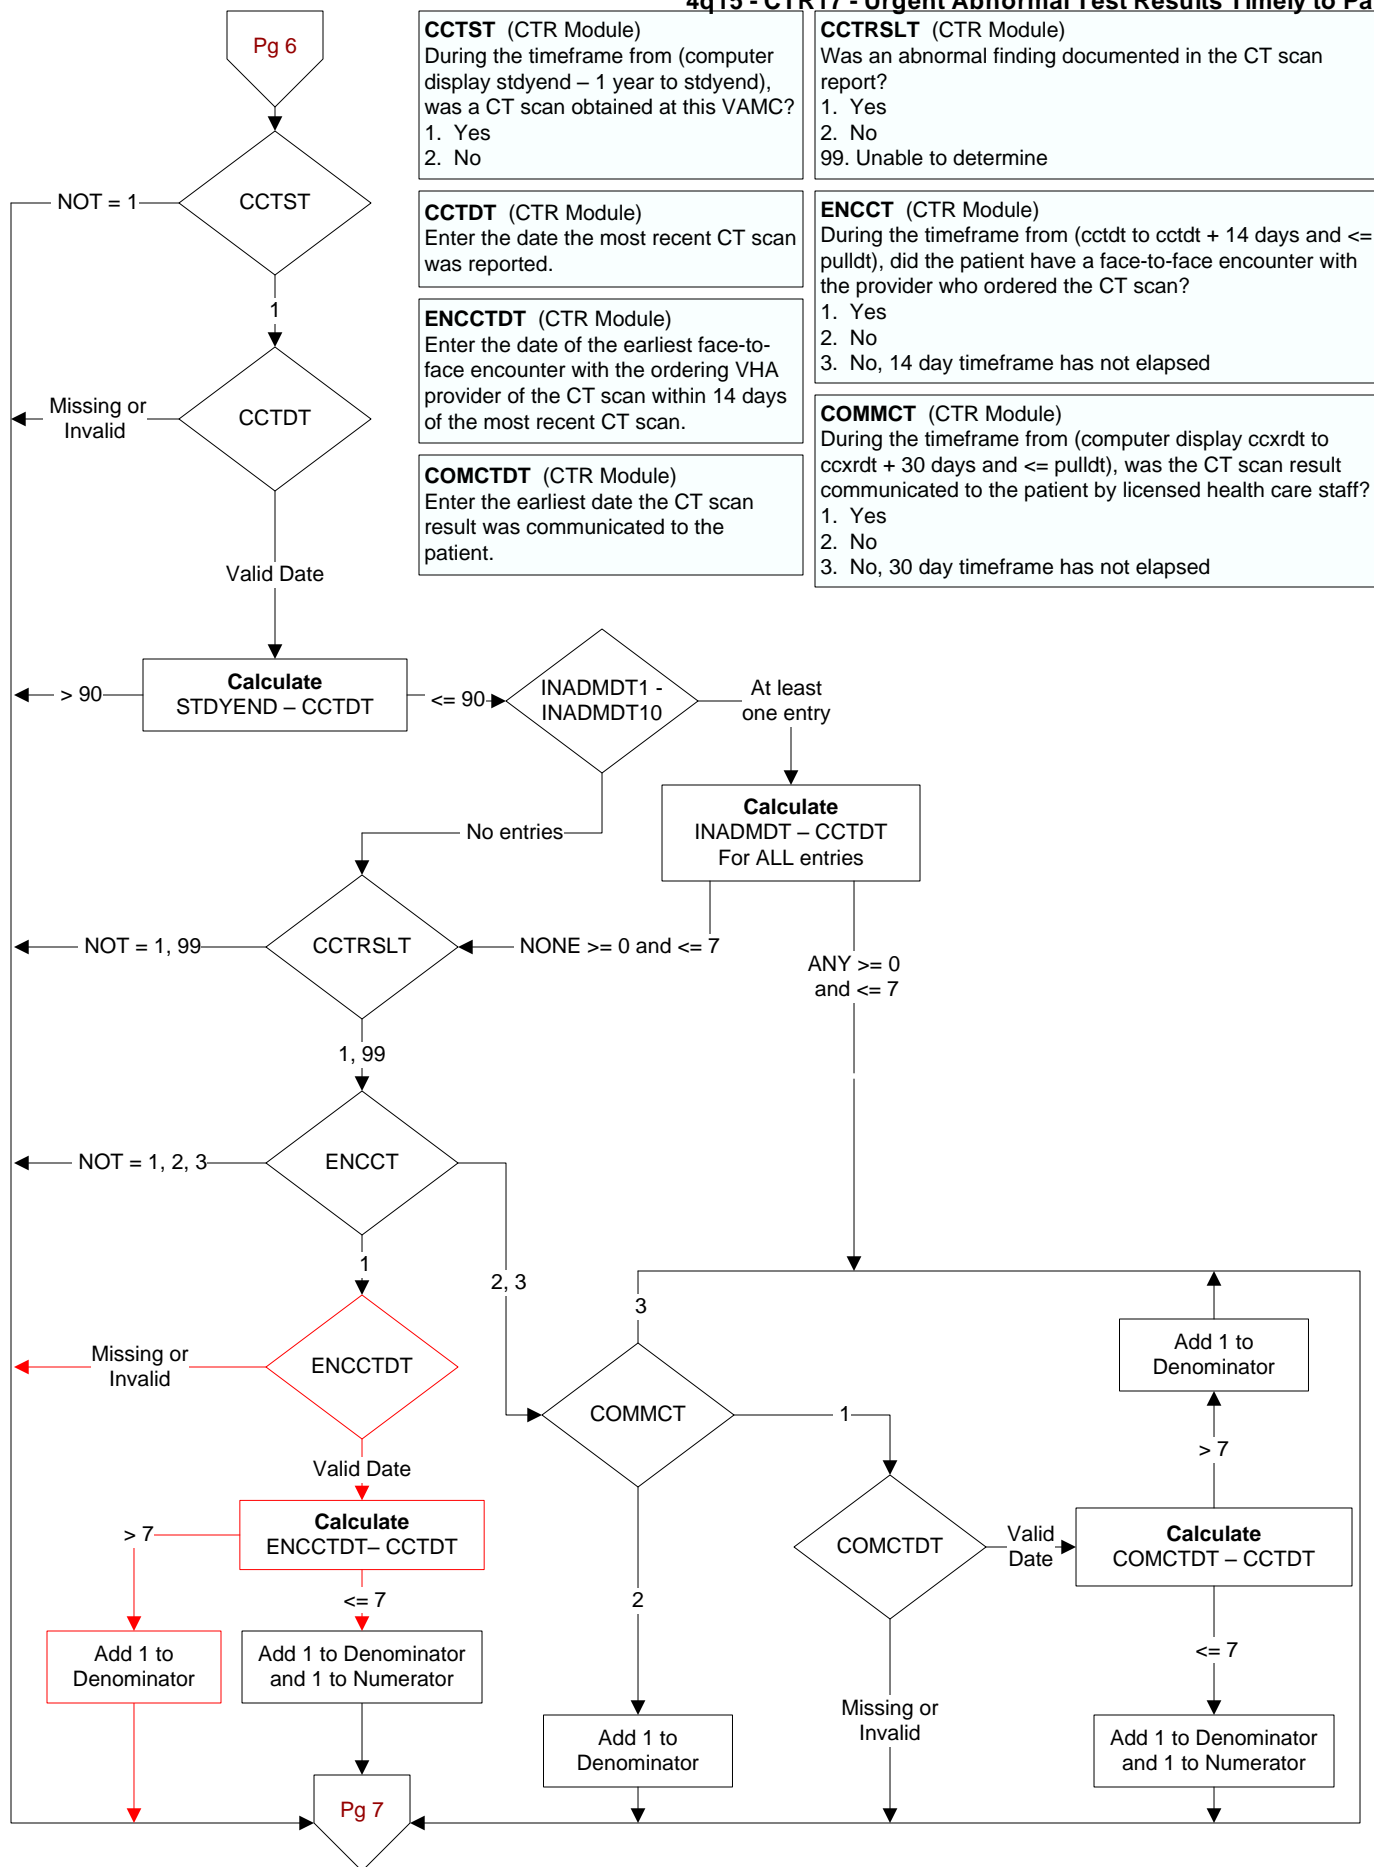 4q15 - CTR17 - Urgent Abnormal Test Results Timely to Pa
Pg 6
CCTST (CTR Module)
During the timeframe from (computer
display stdyend – 1 year to stdyend),
was a CT scan obtained at this VAMC?
1. Yes
2. No
CCTRSLT (CTR Module)
Was an abnormal finding documented in the CT scan
report?
1. Yes
2. No
99. Unable to determine
CCTDT (CTR Module)
Enter the date the most recent CT scan
was reported.
ENCCT (CTR Module)
During the timeframe from (cctdt to cctdt + 14 days and <=
pulldt), did the patient have a face-to-face encounter with
the provider who ordered the CT scan?
1. Yes
2. No
3. No, 14 day timeframe has not elapsed
ENCCTDT (CTR Module)
Enter the date of the earliest face-to-
face encounter with the ordering VHA
provider of the CT scan within 14 days
of the most recent CT scan.
COMMCT (CTR Module)
During the timeframe from (computer display ccxrdt to
ccxrdt + 30 days and <= pulldt), was the CT scan result
communicated to the patient by licensed health care staff?
1. Yes
2. No
3. No, 30 day timeframe has not elapsed
COMCTDT (CTR Module)
Enter the earliest date the CT scan
result was communicated to the
patient.
NOT = 1
CCTST
1
Missing or
Invalid
CCTDT
Valid Date
> 90
Calculate
STDYEND – CCTDT
<= 90
INADMDT1 -
INADMDT10
At least
one entry
No entries
Calculate
INADMDT – CCTDT
For ALL entries
NOT = 1, 99
CCTRSLT
NONE >= 0 and <= 7
ANY >= 0
and <= 7
1, 99
NOT = 1, 2, 3
ENCCT
1
2, 3
3
Missing or
Invalid
ENCCTDT
Add 1 to
Denominator
COMMCT
1
> 7
Valid Date
> 7
Calculate
ENCCTDT– CCTDT
COMCTDT
Valid
Date
Calculate
COMCTDT – CCTDT
<= 7
2
<= 7
Add 1 to
Denominator
Add 1 to Denominator
and 1 to Numerator
Missing or
Invalid
Add 1 to
Denominator
Add 1 to Denominator
and 1 to Numerator
Pg 7